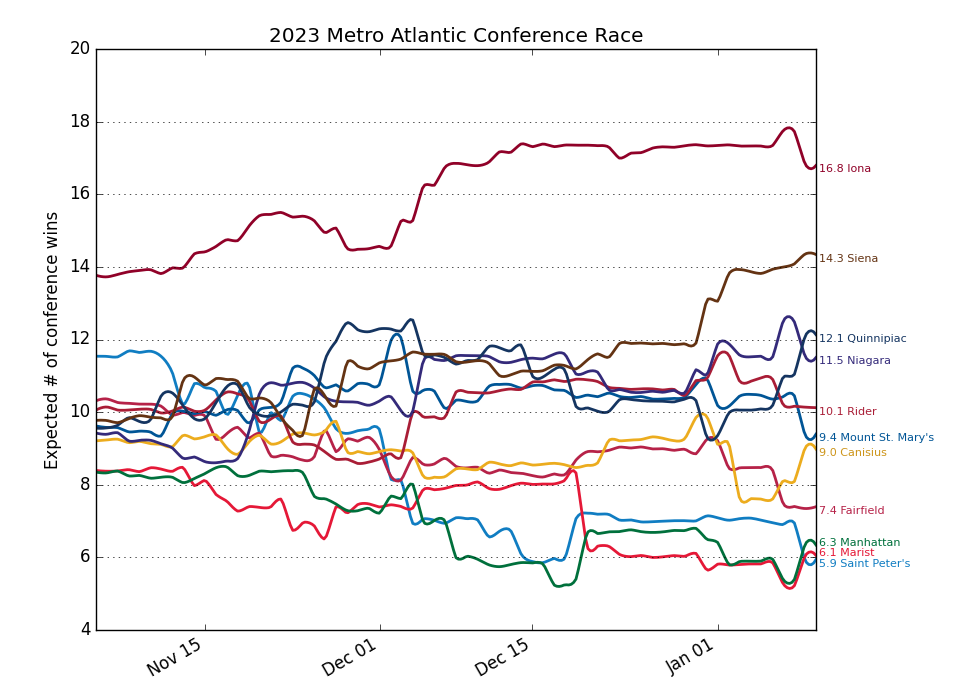 2023 Metro Atlantic Conference Race
Expected # of conference wins
20
18
16
14
12
10
8
6
4
16.8 Iona
14.3 Siena
12.1 Quinnipiac
11.5 Niagara
10.1 Rider
9.4 Mount St. Mary's
9.0 Canisius
7.4 Fairfield
6.3 Manhattan
6.1 Marist
5.9 Saint Peter's
Nov 15
Dec 01
Dec 15
Jan 01